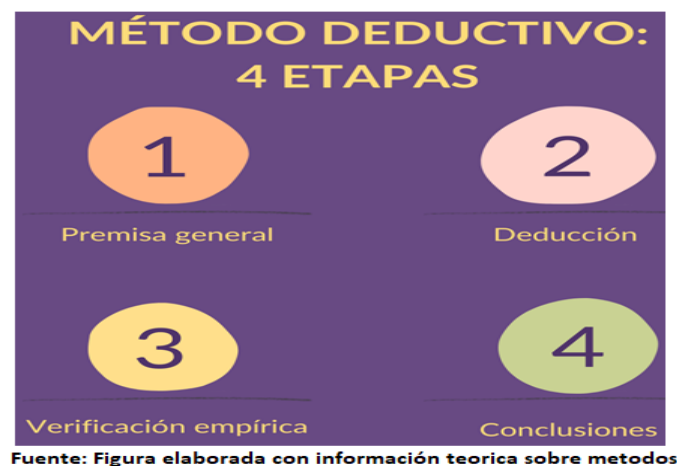 MÉTODO DEDUCTIVO:
4 ETAPAS
1
2
Premisa general
Deducción
3
4
Verificación empírica
Conclusiones
Fuente: Figura elaborada con información teorica sobre metodos